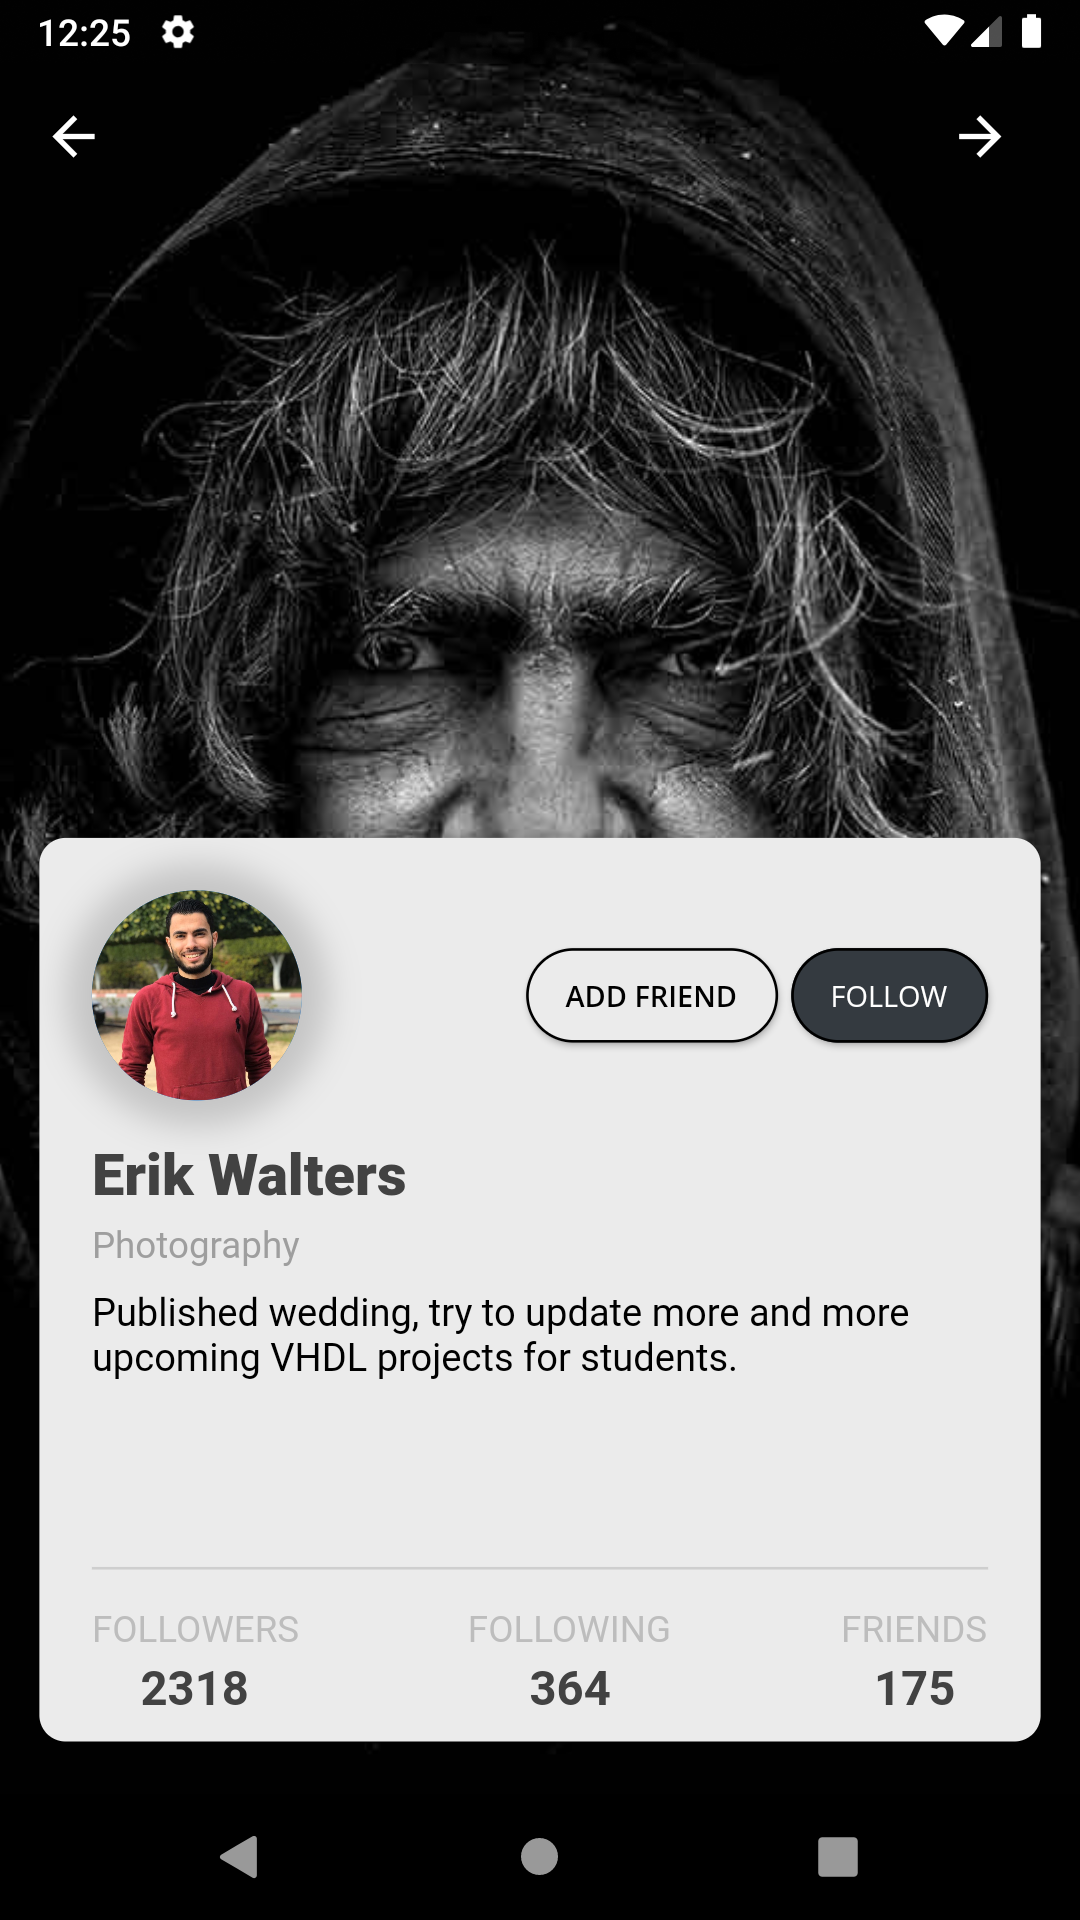 12:25
ADD FRIEND
FOLLOW
Erik Walters
Photography
Published wedding, try to update more and more
upcoming VHDL projects for students.
FOLLOWERS
FOLLOWING
FRIENDS
2318
364
175